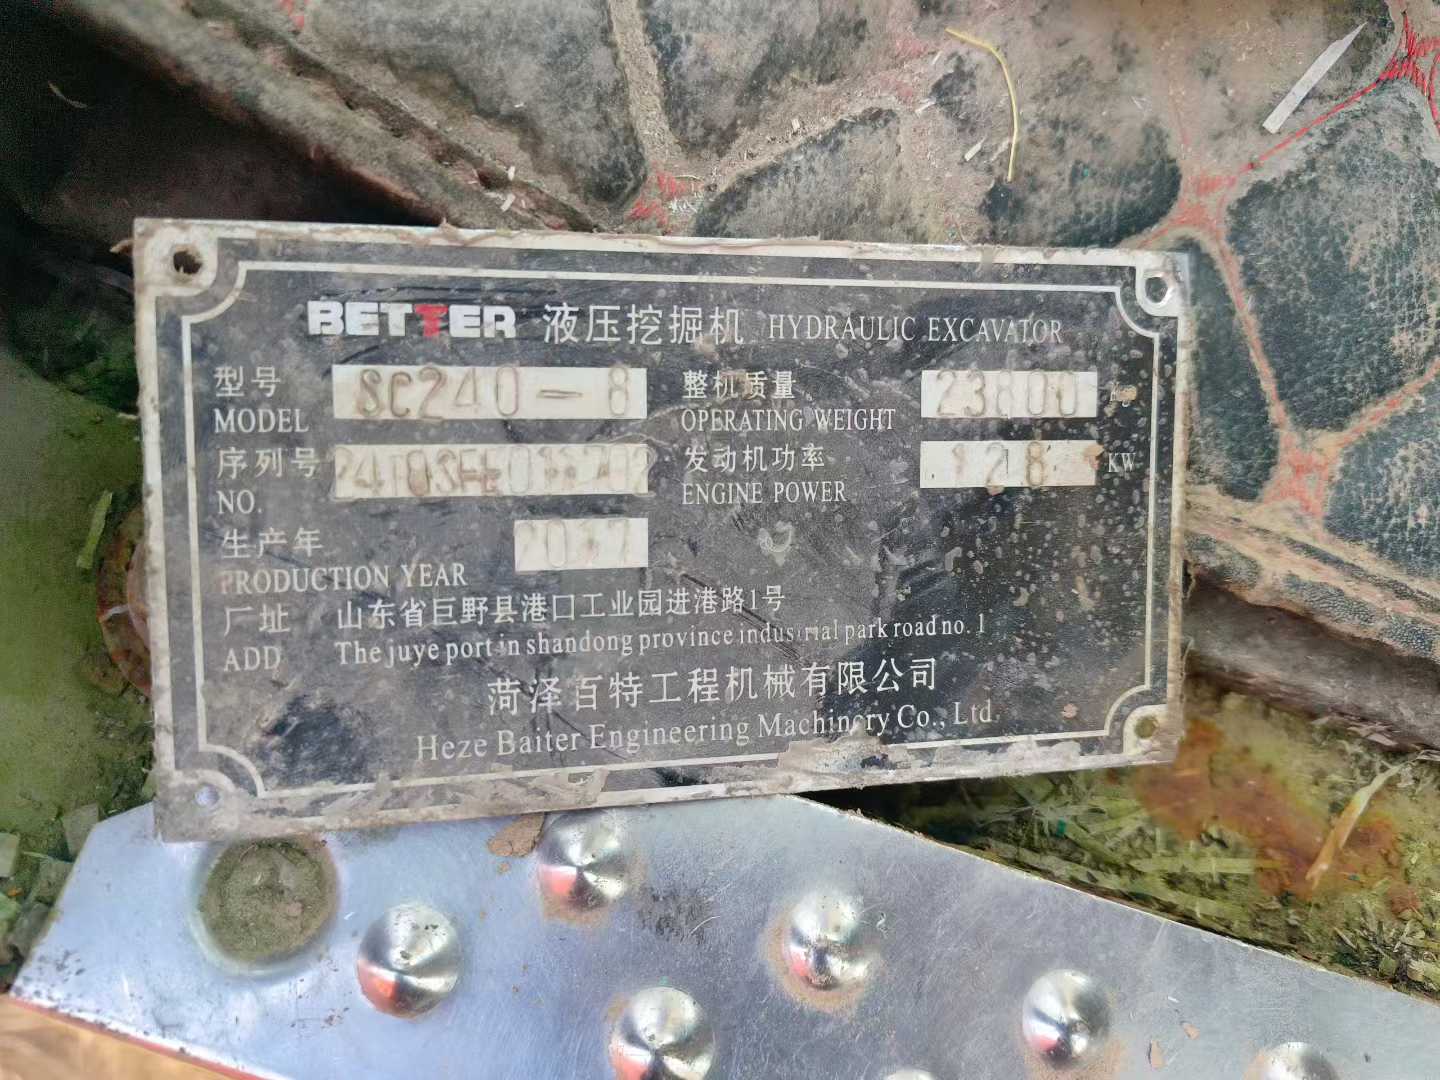 BETTER 液压挖掘机 HYDRAULIC EXCAVATOR
型号 SC240-8 整机质量 23800 Kg
MODEL OPERATING WEIGHT
序列号 发动机功率 128 KW
NO. ENGINE POWER
生产年 2017
PRODUCTION YEAR
厂址 山东省巨野县港口工业园进港路1号
ADD The juye port in shandong province industrial park road no. 1
菏泽百特工程机械有限公司
Heze Baiter Engineering Machinery Co., Ltd